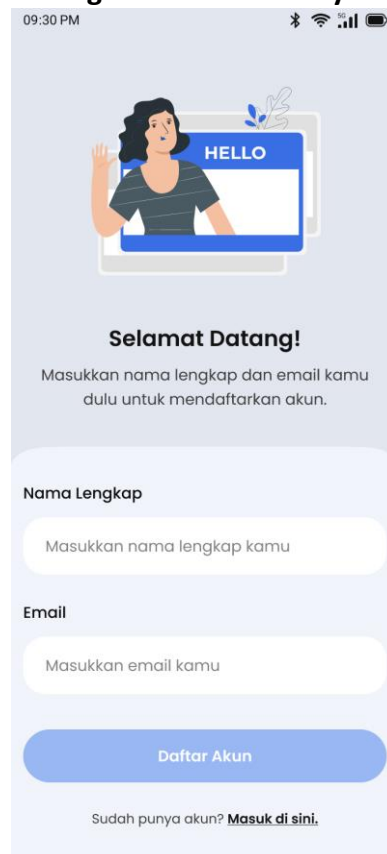 09:30 PM
5G
HELLO
Selamat Datang!
Masukkan nama lengkap dan email kamu
dulu untuk mendaftarkan akun.
Nama Lengkap
Masukkan nama lengkap kamu
Email
Masukkan email kamu
Daftar Akun
Sudah punya akun? Masuk di sini.